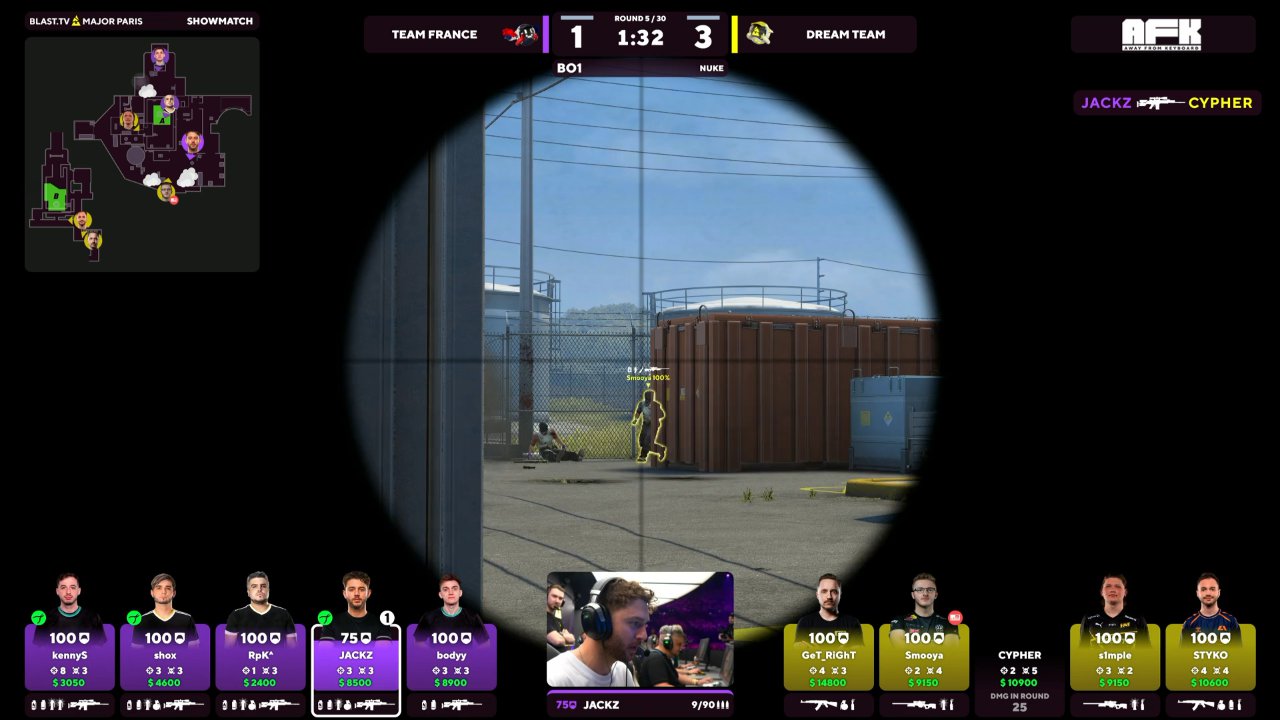 BLAST.TV MAJOR PARIS
SHOWMATCH
TEAM FRANCE
1
ROUND 5 / 30
1:32
3
DREAM TEAM
BO1
NUKE
AFK
AWAY FROM KEYBOARD
JACKZ CYPHER
A
B
Smooya 100%
100
kennyS
8 3
$3050
100
shox
3 3
$4600
100
RpK^
1 3
$2400
1
75
JACKZ
3 3
$8500
100
bodyy
3 3
$8900
75 JACKZ 9/90
100
GeT_RiGhT
4 3
$14800
100
Smooya
2 4
$9150
CYPHER
2 5
$10900
DMG IN ROUND
25
100
s1mple
3 2
$9150
100
STYKO
4 4
$10600